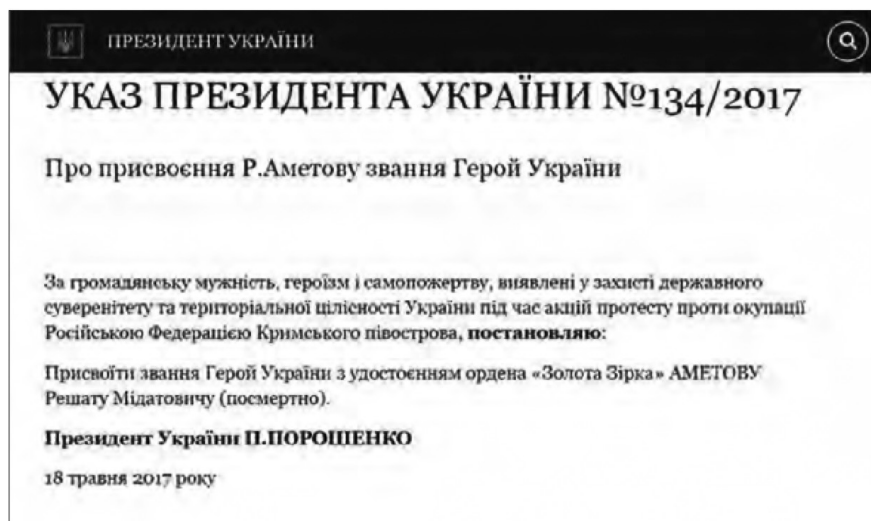 ПРЕЗИДЕНТ УКРАЇНИ
УКАЗ ПРЕЗИДЕНТА УКРАЇНИ №134/2017
Про присвоєння Р.Аметову звання Герой України
За громадянську мужність, героїзм і самопожертву, виявлені у захисті державного
суверенітету та територіальної цілісності України під час акцій протесту проти окупації
Російською Федерацією Кримського півострова, постановляю:
Присвоїти звання Герой України з удостоєнням ордена «Золота Зірка» АМЕТОВУ
Решату Мідатовичу (посмертно).
Президент України П.ПОРОШЕНКО
18 травня 2017 року